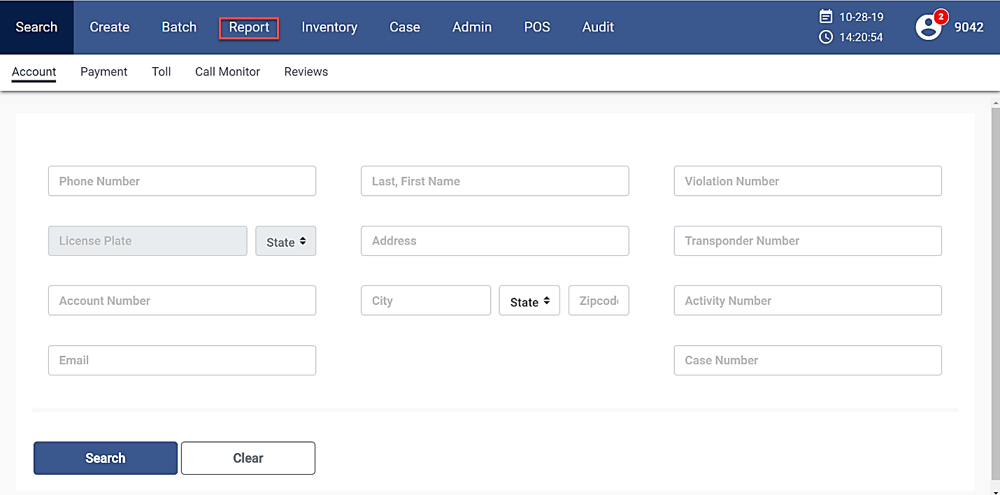 Search Create Batch Report Inventory Case Admin POS Audit 10-28-19 2 9042
14:20:54
Account Payment Toll Call Monitor Reviews
Phone Number Last, First Name Violation Number
License Plate State Address Transponder Number
Account Number City State Zipcod Activity Number
Email Case Number
Search Clear